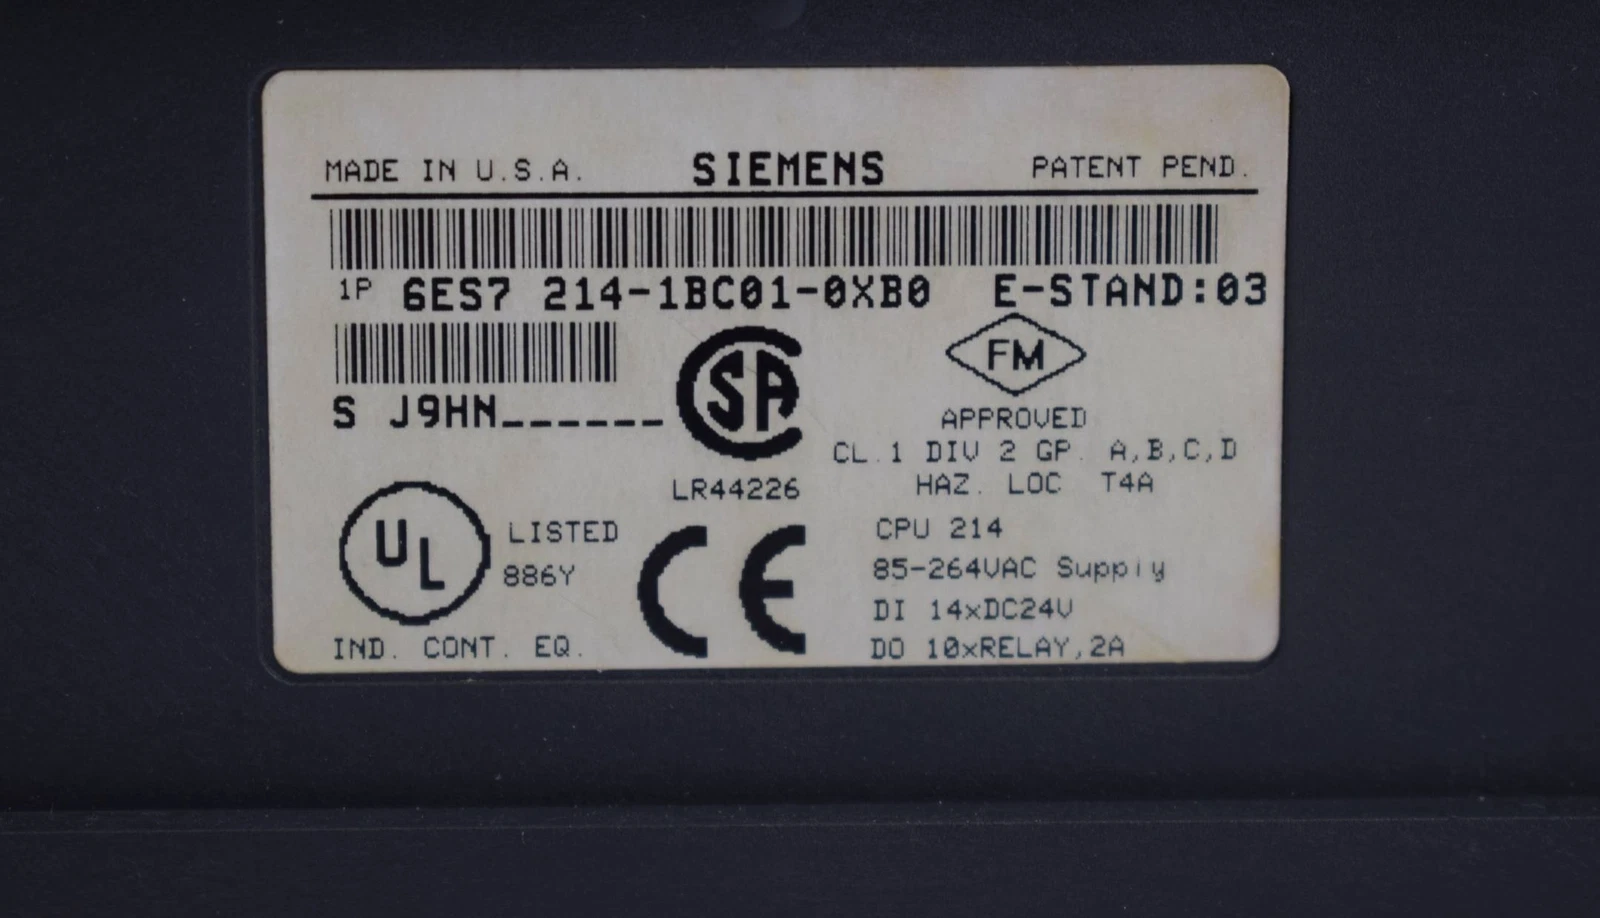 MADE IN U.S.A. SIEMENS PATENT PEND.
1P 6ES7 214-1BC01-0XB0 E-STAND:03
S J9HN______
SA
LR44226
FM
APPROVED
CL.1 DIV 2 GP. A,B,C,D
HAZ. LOC T4A
UL
LISTED
886Y
IND. CONT. EQ.
CE
CPU 214
85-264VAC Supply
DI 14xDC24V
DO 10xRELAY,2A